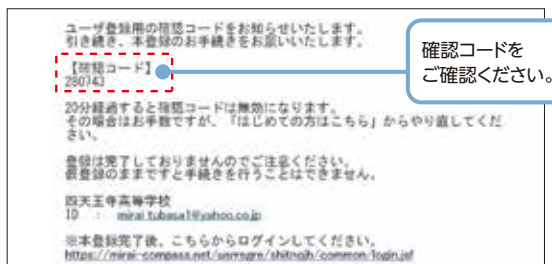 ユーザ登録用の確認コードをお知らせいたします。
引き続き、本登録のお手続きをお願いいたします。
【確認コード】
280743
確認コードを
ご確認ください。
20分経過すると確認コードは無効になります。
その場合はお手数ですが、「はじめての方はこちら」からやり直してくだ
さい。
登録は完了しておりませんのでご注意ください。
仮登録のままですと手続きを行うことはできません。
四天王寺高等学校
ID : mirai.tubasa1@yahoo.co.jp
※本登録完了後、こちらからログインしてください。
https://mirai-compass.net/usr/sgre/shitnojh/common/login.jsf